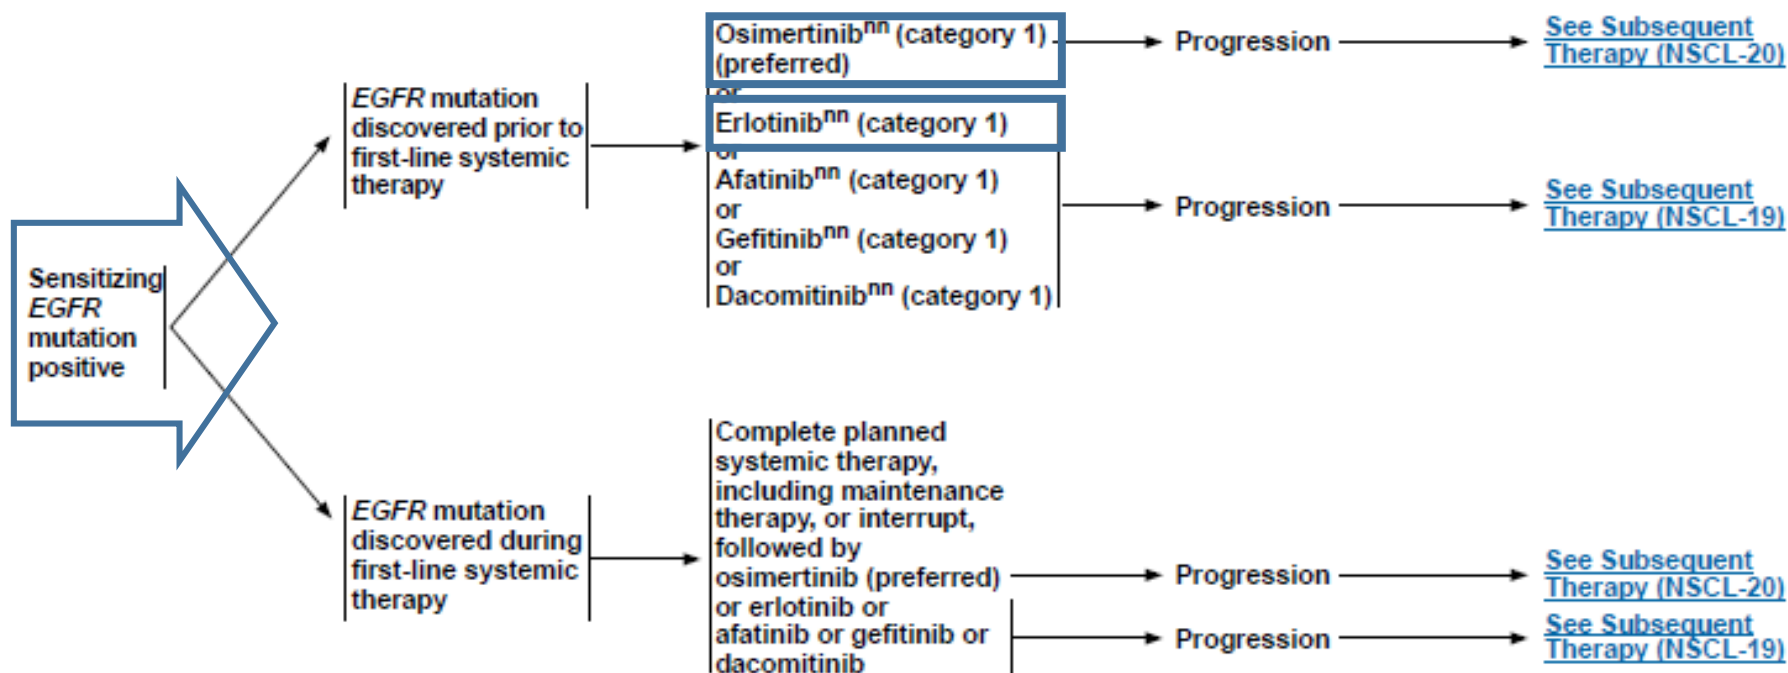 Sensitizing
EGFR
mutation
positive
EGFR mutation
discovered prior to
first-line systemic
therapy
Osimertinibnn (category 1)
(preferred)
or
Erlotinibnn (category 1)
or
Afatinibnn (category 1)
or
Gefitinibnn (category 1)
or
Dacomitinibnn (category 1)
Progression
See Subsequent
Therapy (NSCL-20)
Progression
See Subsequent
Therapy (NSCL-19)
EGFR mutation
discovered during
first-line systemic
therapy
Complete planned
systemic therapy,
including maintenance
therapy, or interrupt,
followed by
osimertinib (preferred)
or erlotinib or
afatinib or gefitinib or
dacomitinib
Progression
See Subsequent
Therapy (NSCL-20)
Progression
See Subsequent
Therapy (NSCL-19)